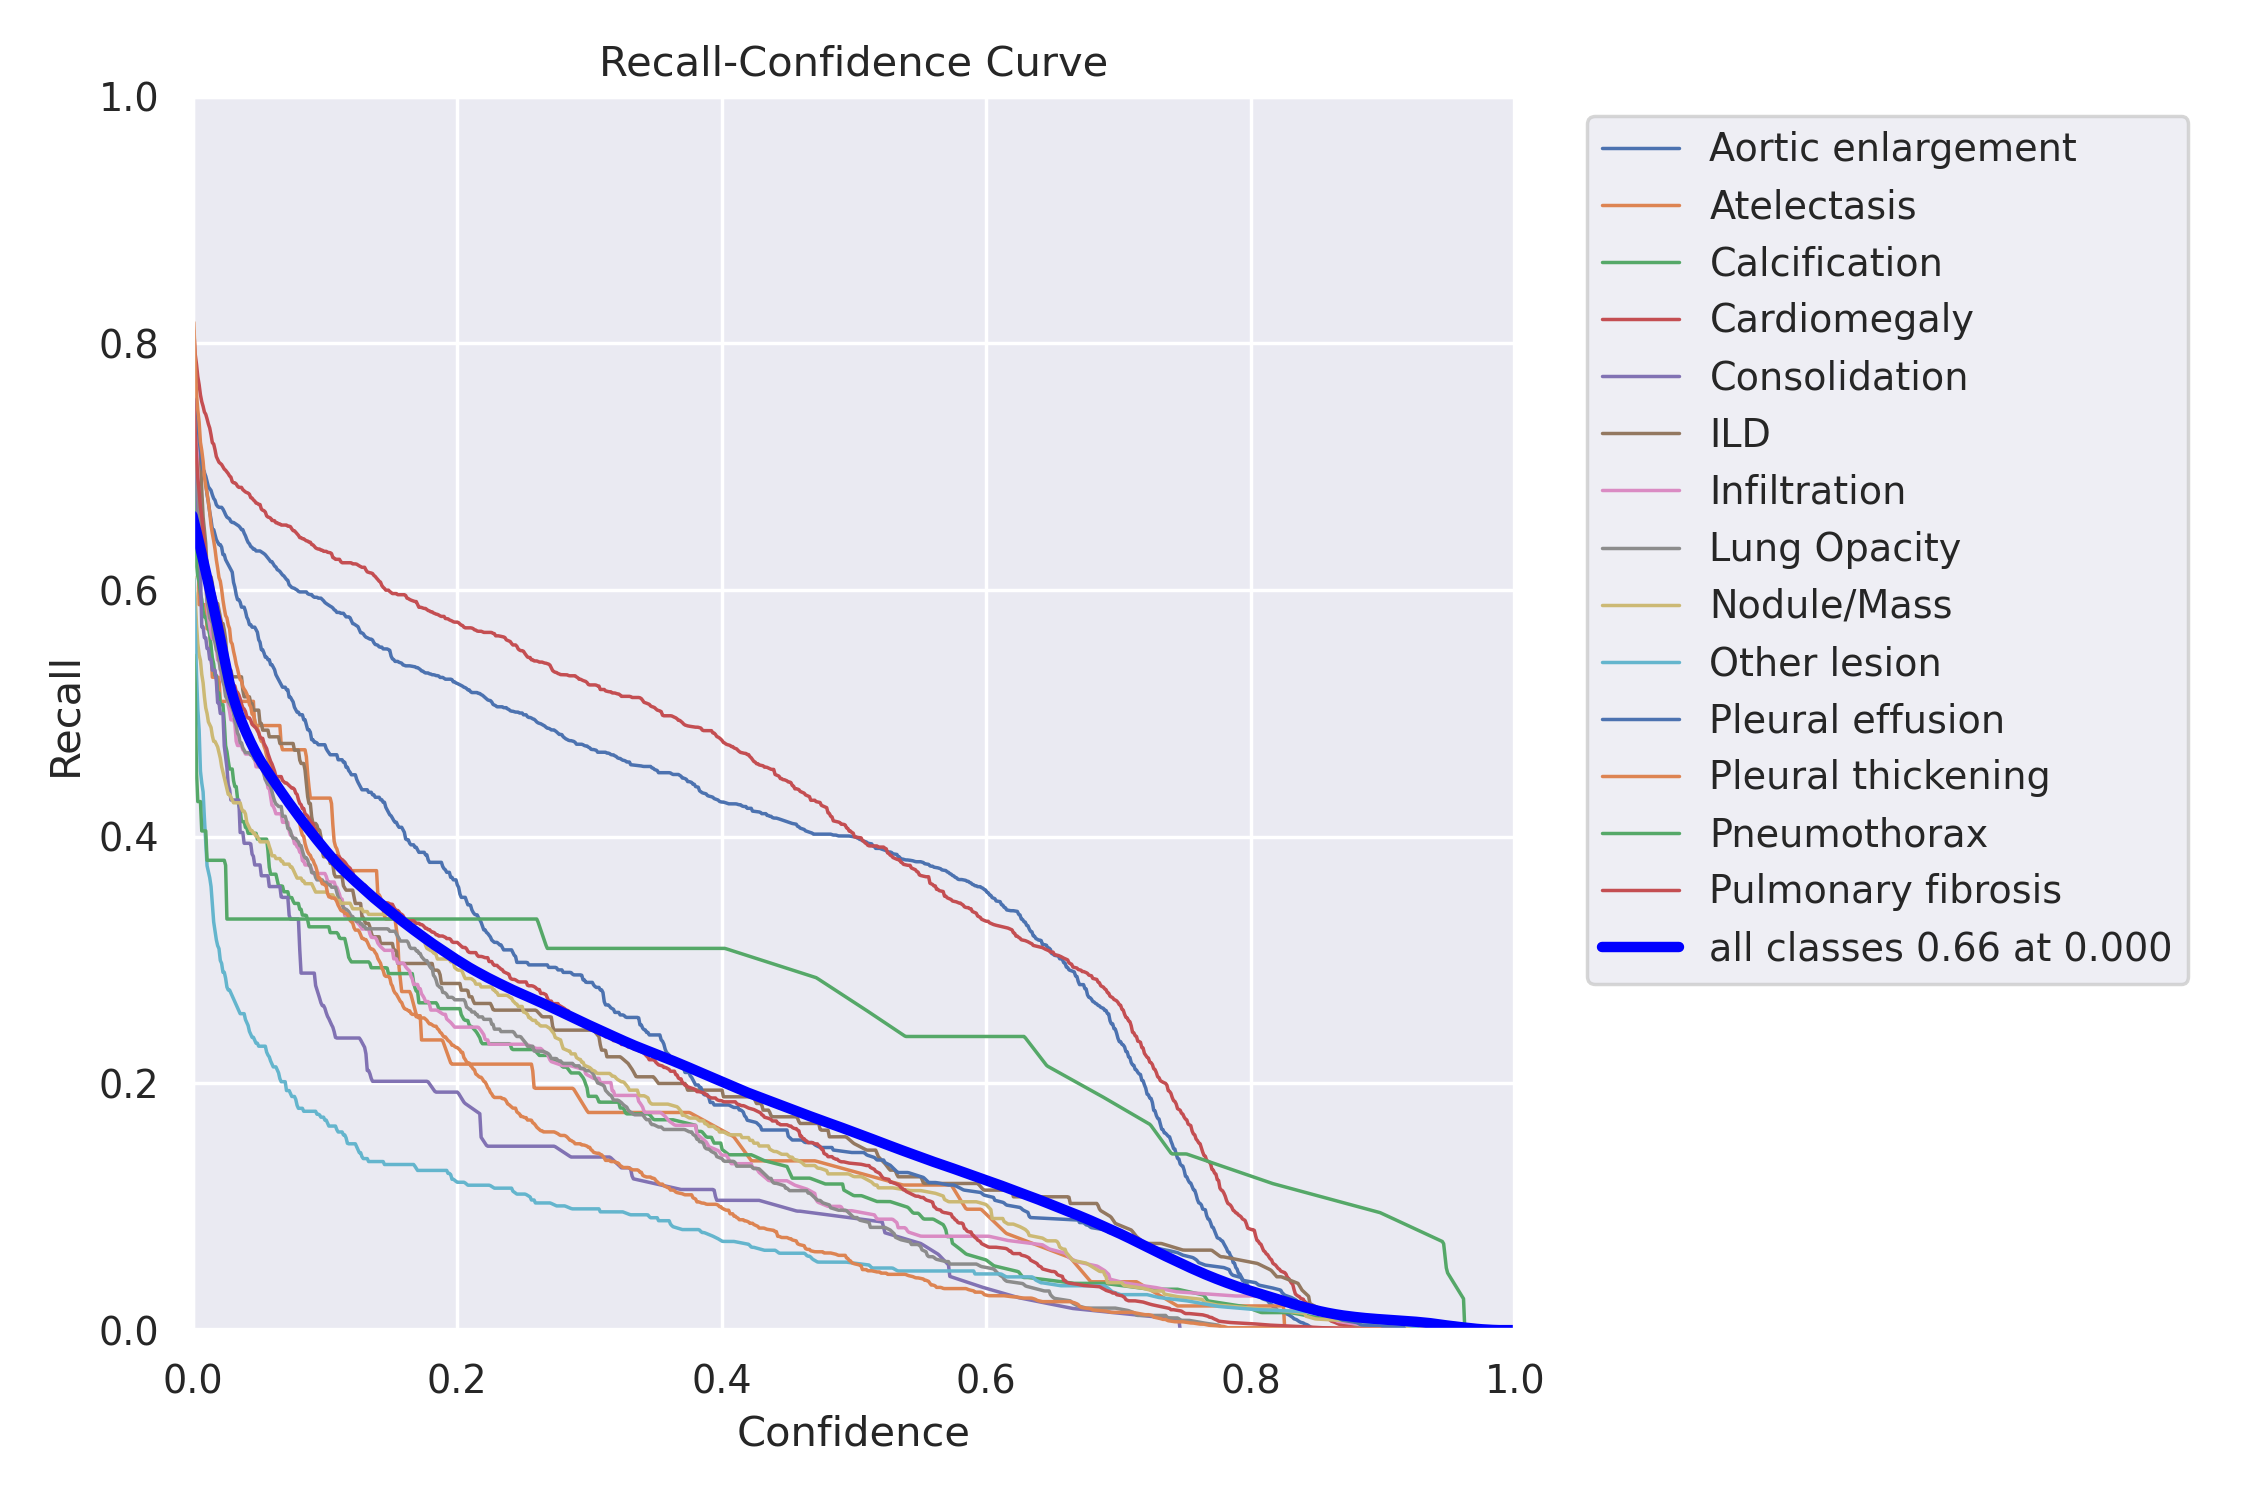 Recall-Confidence Curve
1.0
0.8
0.6
0.4
0.2
0.0
Recall
0.0 0.2 0.4 0.6 0.8 1.0
Confidence
Aortic enlargement
Atelectasis
Calcification
Cardiomegaly
Consolidation
ILD
Infiltration
Lung Opacity
Nodule/Mass
Other lesion
Pleural effusion
Pleural thickening
Pneumothorax
Pulmonary fibrosis
all classes 0.66 at 0.000